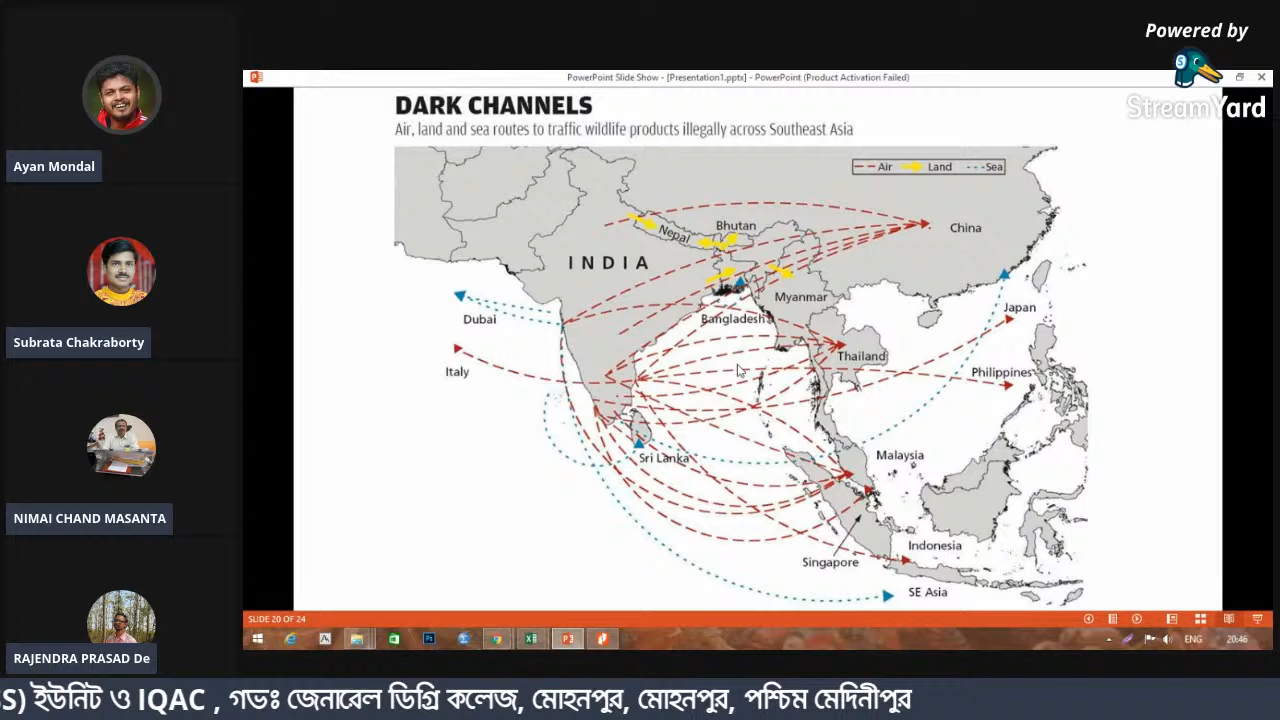 Powered by
StreamYard
Ayan Mondal
Subrata Chakraborty
NIMAI CHAND MASANTA
RAJENDRA PRASAD De
PowerPoint Slide Show - [Presentation1.pptx] - PowerPoint (Product Activation Failed)
DARK CHANNELS
Air, land and sea routes to traffic wildlife products illegally across Southeast Asia
Air Land Sea
Bhutan
Nepal
China
INDIA
Myanmar
Dubai
Bangladesh
Japan
Thailand
Italy
Philippines
Sri Lanka
Malaysia
Indonesia
Singapore
SE Asia
SLIDE 20 OF 24
ENG 20:46
SS) ইউনিট ও IQAC , গভঃ জেনারেল ডিগ্রি কলেজ, মোহনপুর, মোহনপুর, পশ্চিম মেদিনীপুর